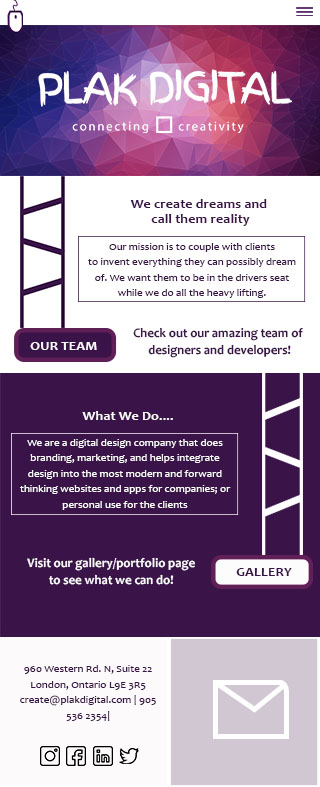 PLAK DIGITAL
connecting creativity
We create dreams and
call them reality
Our mission is to couple with clients
to invent everything they can possibly dream
of. We want them to be in the drivers seat
while we do all the heavy lifting.
OUR TEAM
Check out our amazing team of
designers and developers!
What We Do....
We are a digital design company that does
branding, marketing, and helps integrate
design into the most modern and forward
thinking websites and apps for companies; or
personal use for the clients
Visit our gallery/portfolio page
to see what we can do!
GALLERY
960 Western Rd. N, Suite 22
London, Ontario L9E 3R5
create@plakdigital.com | 905
536 2354|